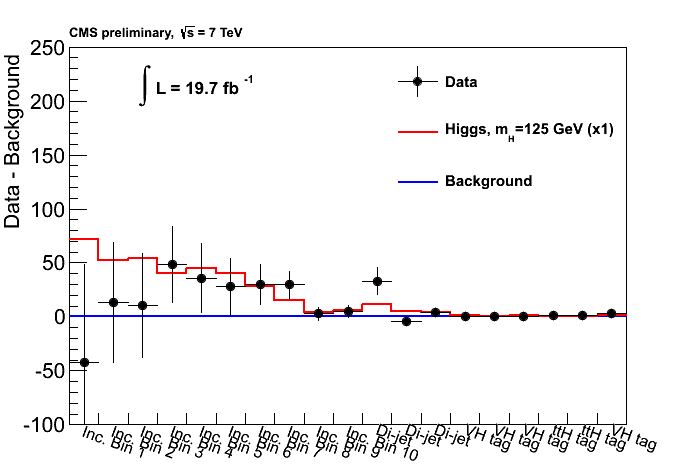 CMS preliminary, √s = 7 TeV
Data - Background
250
200
150
100
50
0
-50
-100
∫ L = 19.7 fb -1
Data
Higgs, mH=125 GeV (x1)
Background
Inc. Bin 1
Inc. Bin 2
Inc. Bin 3
Inc. Bin 4
Inc. Bin 5
Inc. Bin 6
Inc. Bin 7
Inc. Bin 8
Inc. Bin 9
Inc. Bin 10
Di-jet
Di-jet
Di-jet
VH tag
VH tag
VH tag
ttH tag
ttH tag
VH tag